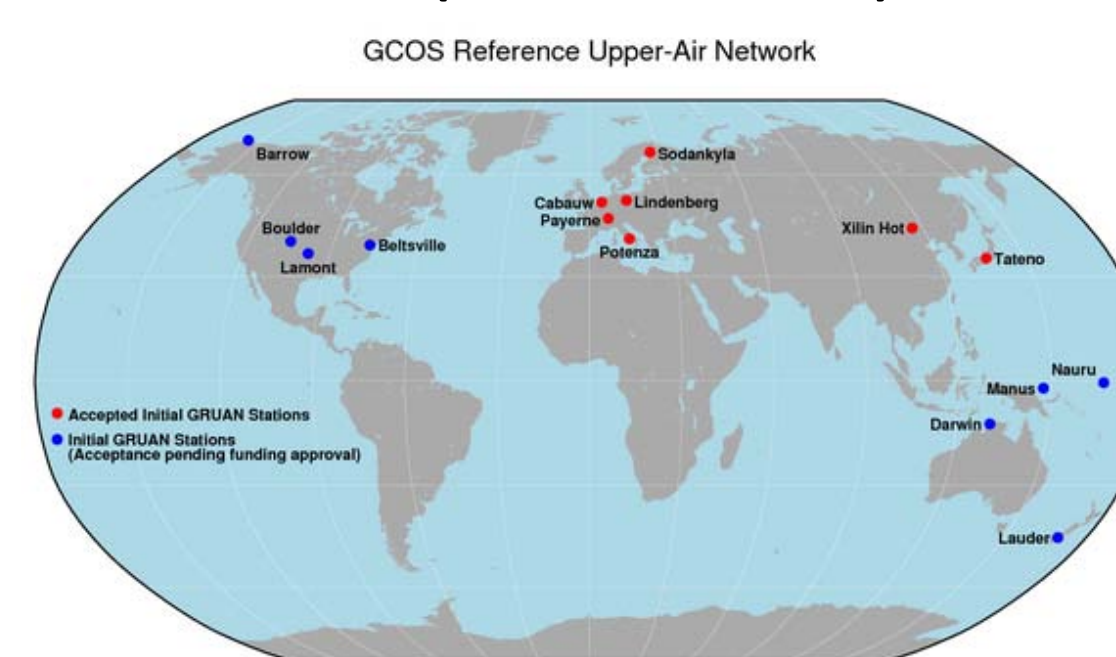 GCOS Reference Upper-Air Network
Barrow
Sodankyla
Cabauw
Lindenberg
Payerne
Boulder
Xilin Hot
Beltsville
Potenza
Lamont
Tateno
Nauru
Manus
Accepted Initial GRUAN Stations
Darwin
Initial GRUAN Stations
(Acceptance pending funding approval)
Lauder